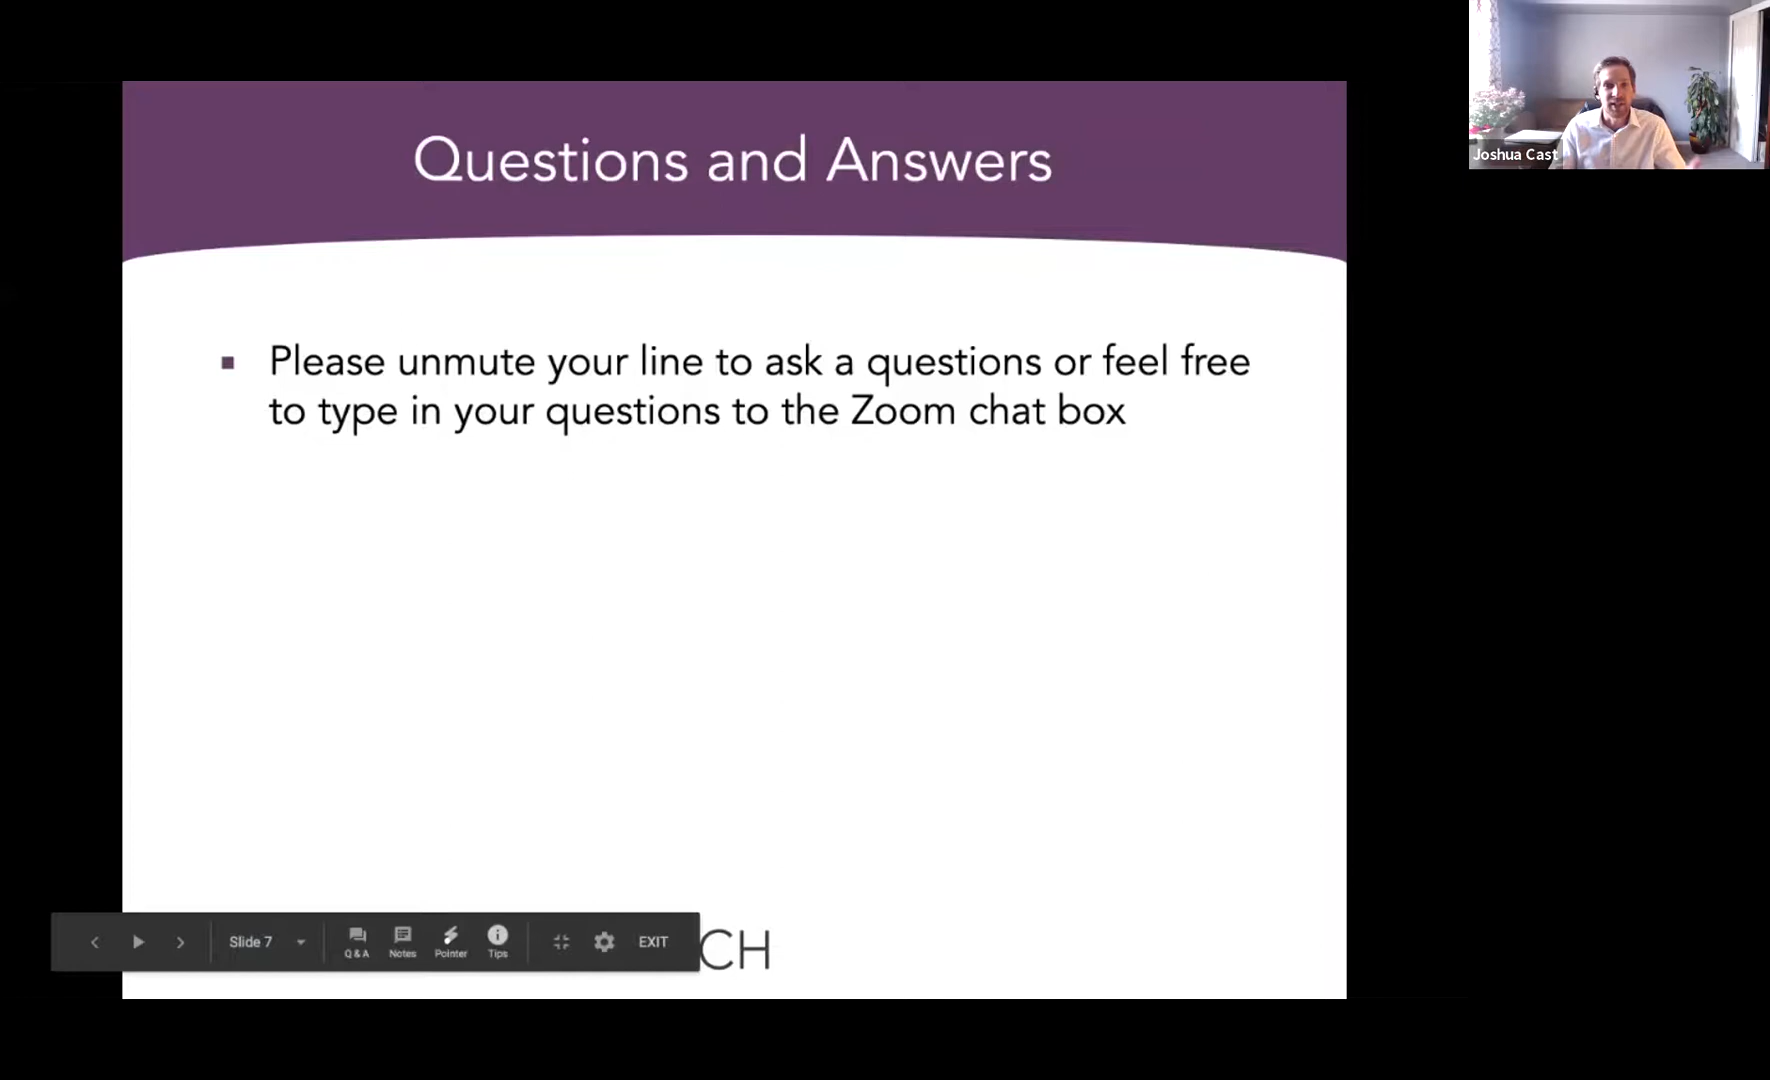 Questions and Answers
Joshua Cast
Please unmute your line to ask a questions or feel free
to type in your questions to the Zoom chat box
Slide 7
Q & A
Notes
Pointer
Tips
EXIT
CH